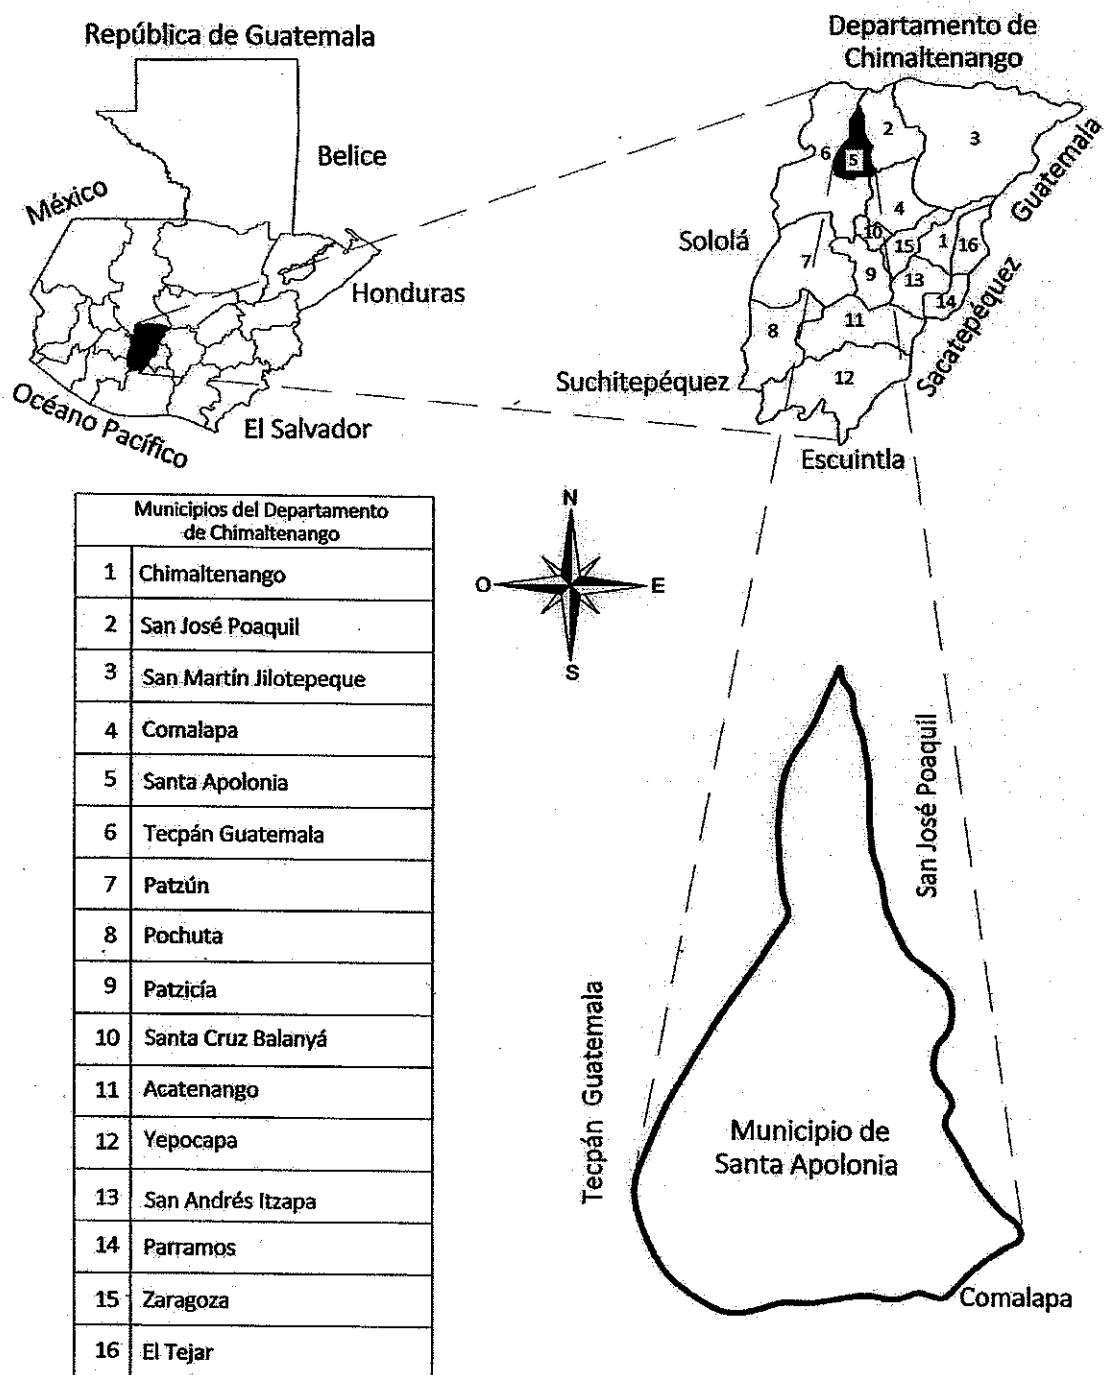 República de Guatemala
Belice
México
Honduras
El Salvador
Océano Pacífico
Departamento de
Chimaltenango
2
3
6
5
4
Guatemala
Sololá
10
15
1
16
7
9
13
14
Sacatepéquez
8
11
12
Suchitepéquez
Escuintla
Municipios del Departamento
de Chimaltenango
1 Chimaltenango
2 San José Poaquil
3 San Martín Jilotepeque
4 Comalapa
5 Santa Apolonia
6 Tecpán Guatemala
7 Patzún
8 Pochuta
9 Patzicía
10 Santa Cruz Balanyá
11 Acatenango
12 Yepocapa
13 San Andrés Itzapa
14 Parramos
15 Zaragoza
16 El Tejar
N
O
E
S
San José Poaquil
Tecpán Guatemala
Municipio de
Santa Apolonia
Comalapa